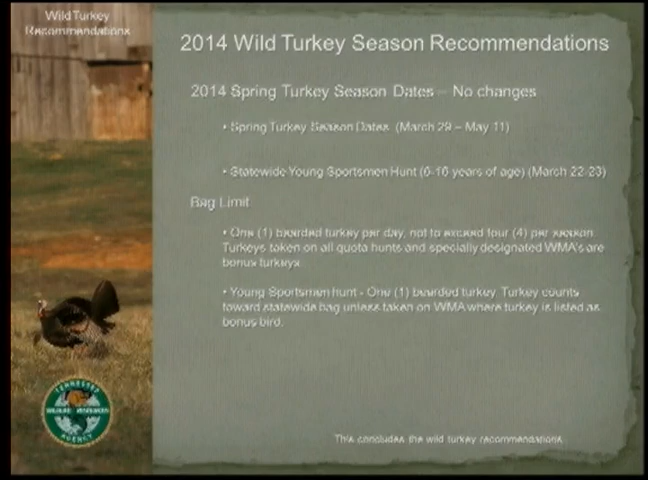 Wild Turkey
Recommendations
2014 Wild Turkey Season Recommendations
2014 Spring Turkey Season Dates – No changes
• Spring Turkey Season Dates (March 29 – May 11)
• Statewide Young Sportsmen Hunt (6-16 years of age) (March 22-23)
Bag Limit
• One (1) bearded turkey per day, not to exceed four (4) per season.
Turkeys taken on all quota hunts and specially designated WMA's are
bonus turkeys.
• Young Sportsmen hunt - One (1) bearded turkey. Turkey counts
toward statewide bag unless taken on WMA where turkey is listed as
bonus bird.
TENNESSEE
WILDLIFE RESOURCES
AGENCY
This concludes the wild turkey recommendations